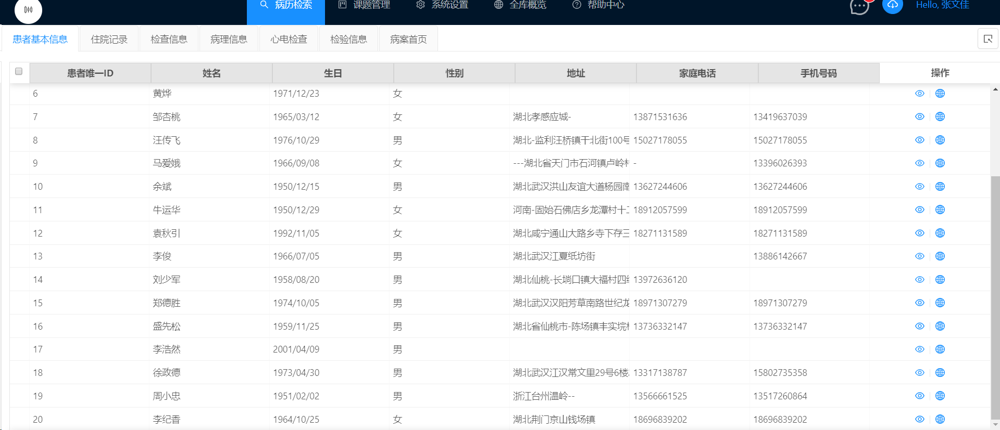 病历检索 课题管理 系统设置 全库概览 帮助中心 Hello, 张文佳
患者基本信息 住院记录 检查信息 病理信息 心电检查 检验信息 病案首页
患者唯一ID 姓名 生日 性别 地址 家庭电话 手机号码 操作
6 黄烨 1971/12/23 女
7 邹杏桃 1965/03/12 女 湖北孝感应城- 13871531636 13419637039
8 汪传飞 1976/10/29 男 湖北-监利汪桥镇干北街100号 15027178055 15027178055
9 马爱娥 1966/09/08 女 ---湖北省天门市石河镇卢岭村 - 13396026393
10 余斌 1950/12/15 男 湖北武汉洪山友谊大道杨园南 13627244606 13627244606
11 牛运华 1950/12/29 女 河南-固始石佛店乡龙潭村十二 18912057599 18912057599
12 袁秋引 1992/11/05 女 湖北咸宁通山大路乡寺下存三 18271131589 18271131589
13 李俊 1966/07/05 男 湖北武汉江夏纸坊街 13886142667
14 刘少军 1958/08/20 男 湖北仙桃-长埫口镇大福村四组 13972636120
15 郑德胜 1974/10/05 男 湖北武汉汉阳芳草南路世纪龙 18971307279 18971307279
16 盛先松 1959/11/25 男 湖北省仙桃市-陈场镇丰实垸村 13736332147 13736332147
17 李浩然 2001/04/09 男
18 徐政德 1973/04/30 男 湖北武汉江汉常文里29号6楼 13317138787 15802735358
19 周小忠 1951/02/02 男 浙江台州温岭-- 13566661525 13517260864
20 李纪香 1964/10/25 女 湖北荆门京山钱场镇 18696839202 18696839202